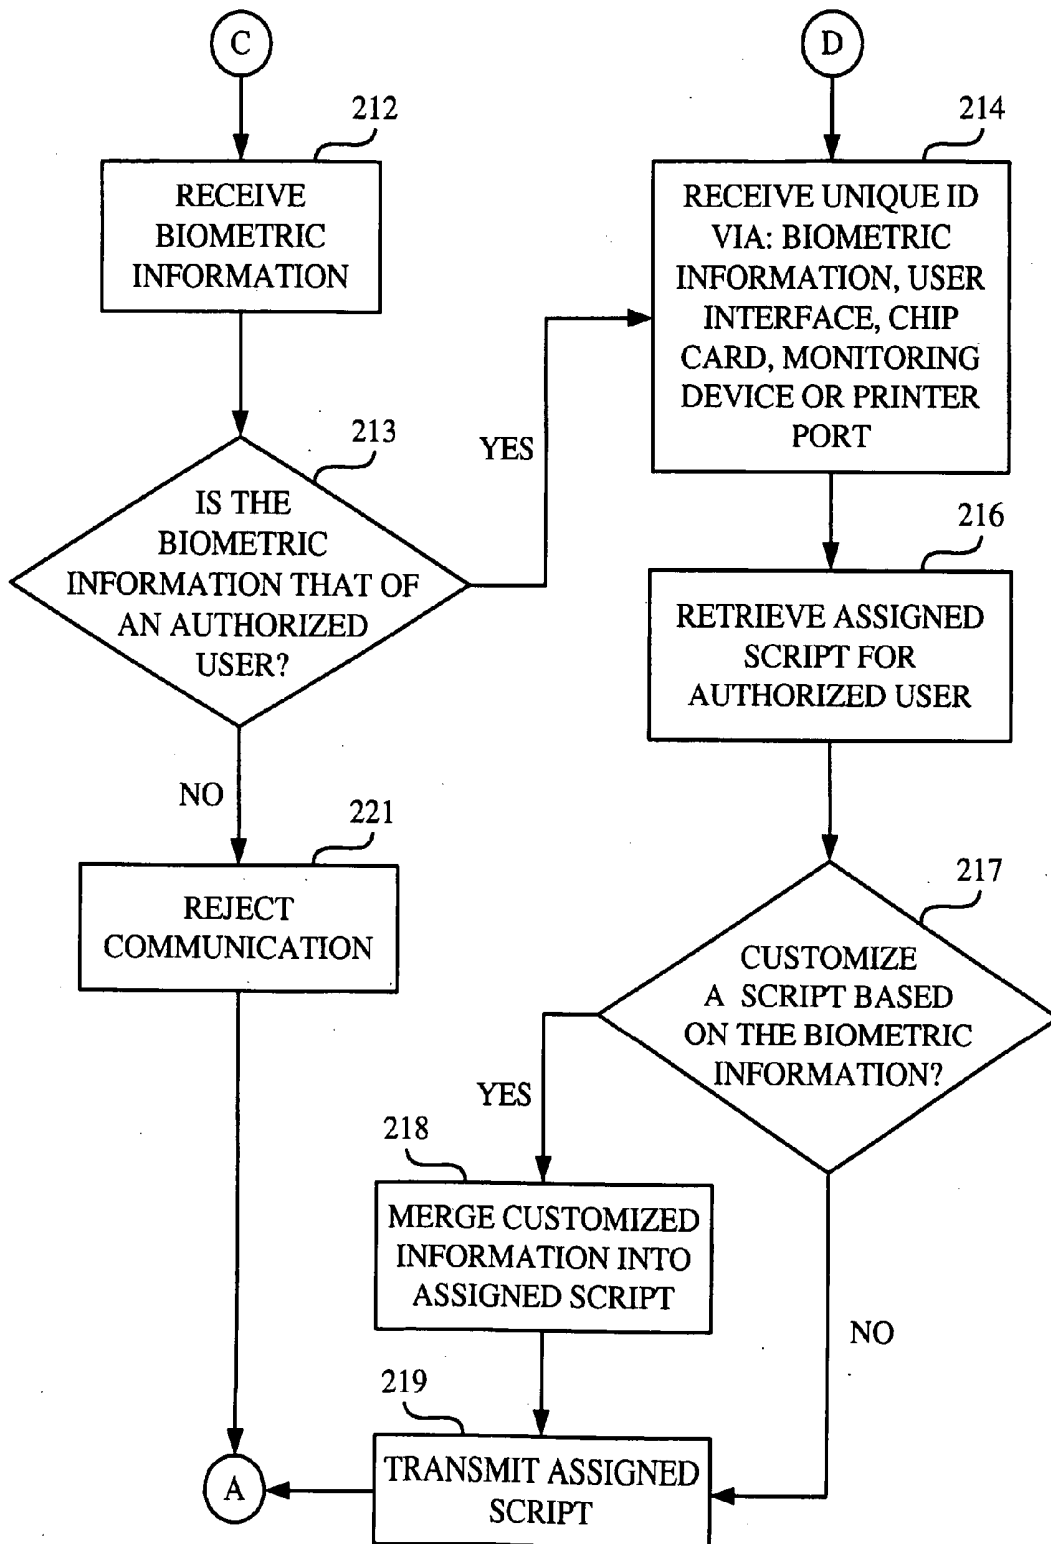 C
212
RECEIVE
BIOMETRIC
INFORMATION
213
IS THE
BIOMETRIC
INFORMATION THAT OF
AN AUTHORIZED
USER?
YES
NO
221
REJECT
COMMUNICATION
D
214
RECEIVE UNIQUE ID
VIA: BIOMETRIC
INFORMATION, USER
INTERFACE, CHIP
CARD, MONITORING
DEVICE OR PRINTER
PORT
216
RETRIEVE ASSIGNED
SCRIPT FOR
AUTHORIZED USER
217
CUSTOMIZE
A SCRIPT BASED
ON THE BIOMETRIC
INFORMATION?
YES
218
MERGE CUSTOMIZED
INFORMATION INTO
ASSIGNED SCRIPT
NO
219
TRANSMIT ASSIGNED
SCRIPT
A